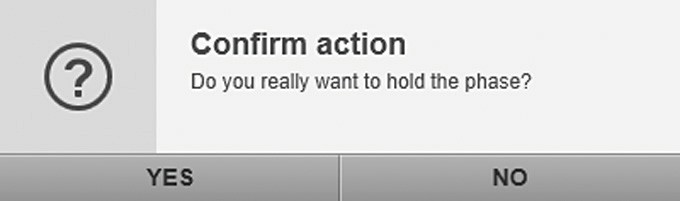 ?
Confirm action
Do you really want to hold the phase?
YES NO